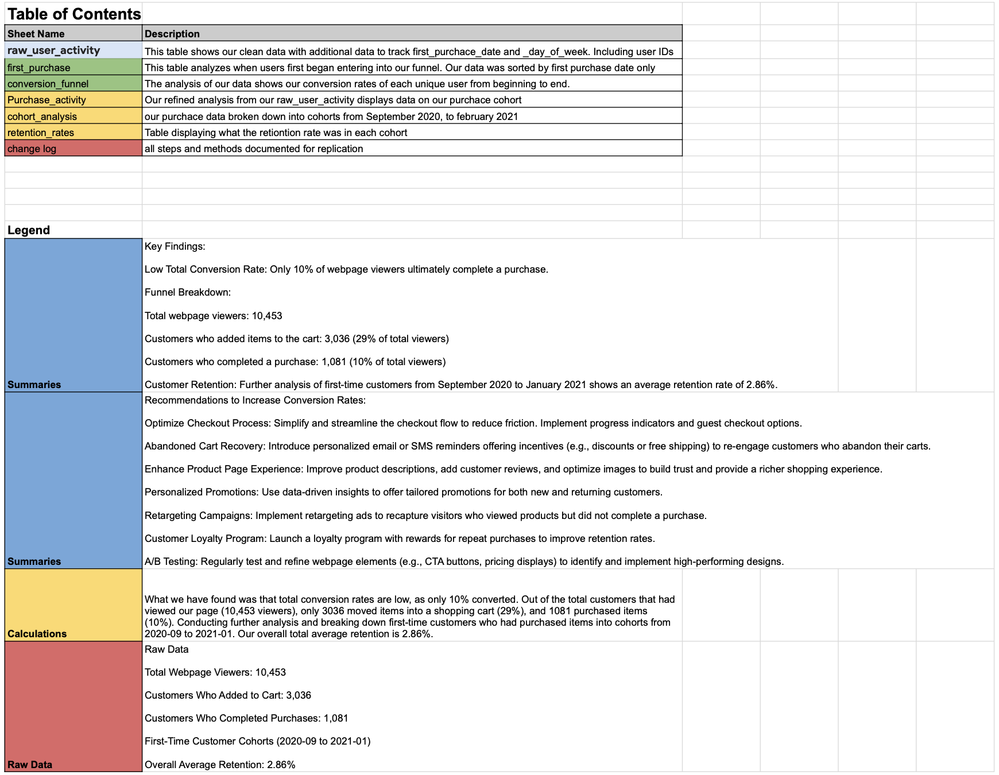 Table of Contents
Sheet Name Description
raw_user_activity This table shows our clean data with additional data to track first_purchace_date and _day_of_week. Including user IDs
first_purchase This table analyzes when users first began entering into our funnel. Our data was sorted by first purchase date only
conversion_funnel The analysis of our data shows our conversion rates of each unique user from beginning to end.
Purchase_activity Our refined analysis from our raw_user_activity displays data on our purchace cohort
cohort_analysis our purchace data broken down into cohorts from September 2020, to february 2021
retention_rates Table displaying what the retiontion rate was in each cohort
change log all steps and methods documented for replication
Legend
Key Findings:
Low Total Conversion Rate: Only 10% of webpage viewers ultimately complete a purchase.
Funnel Breakdown:
Total webpage viewers: 10,453
Customers who added items to the cart: 3,036 (29% of total viewers)
Customers who completed a purchase: 1,081 (10% of total viewers)
Summaries Customer Retention: Further analysis of first-time customers from September 2020 to January 2021 shows an average retention rate of 2.86%.
Recommendations to Increase Conversion Rates:
Optimize Checkout Process: Simplify and streamline the checkout flow to reduce friction. Implement progress indicators and guest checkout options.
Abandoned Cart Recovery: Introduce personalized email or SMS reminders offering incentives (e.g., discounts or free shipping) to re-engage customers who abandon their carts.
Enhance Product Page Experience: Improve product descriptions, add customer reviews, and optimize images to build trust and provide a richer shopping experience.
Personalized Promotions: Use data-driven insights to offer tailored promotions for both new and returning customers.
Retargeting Campaigns: Implement retargeting ads to recapture visitors who viewed products but did not complete a purchase.
Customer Loyalty Program: Launch a loyalty program with rewards for repeat purchases to improve retention rates.
Summaries A/B Testing: Regularly test and refine webpage elements (e.g., CTA buttons, pricing displays) to identify and implement high-performing designs.
What we have found was that total conversion rates are low, as only 10% converted. Out of the total customers that had
viewed our page (10,453 viewers), only 3036 moved items into a shopping cart (29%), and 1081 purchased items
(10%). Conducting further analysis and breaking down first-time customers who had purchased items into cohorts from
Calculations 2020-09 to 2021-01. Our overall total average retention is 2.86%.
Raw Data
Total Webpage Viewers: 10,453
Customers Who Added to Cart: 3,036
Customers Who Completed Purchases: 1,081
First-Time Customer Cohorts (2020-09 to 2021-01)
Raw Data Overall Average Retention: 2.86%